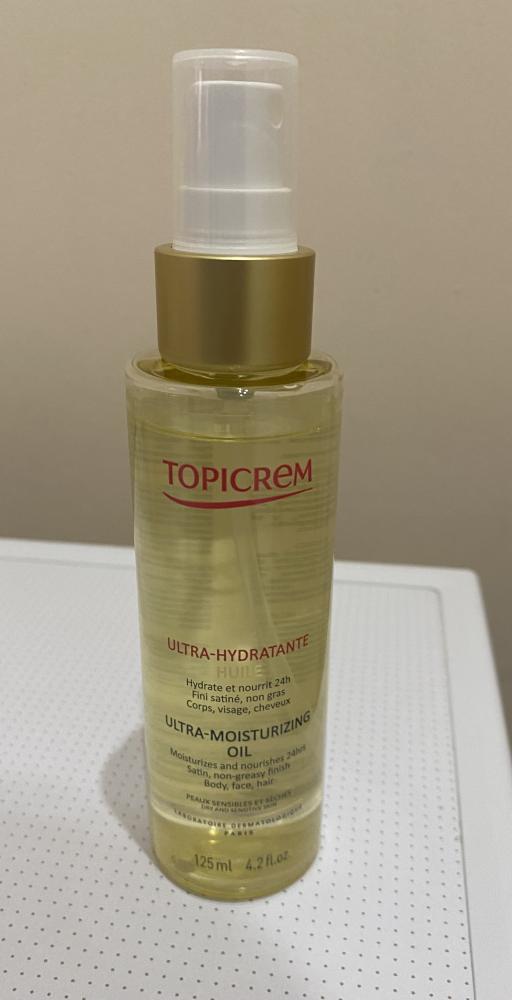 TOPICREM
ULTRA-HYDRATANTE
HUILE
Hydrate et nourrit 24h
Fini satiné, non gras
Corps, visage, cheveux
ULTRA-MOISTURIZING
OIL
Moisturizes and nourishes 24hrs
Satin, non-greasy finish
Body, face, hair
PEAUX SENSIBLES ET SÈCHES
DRY AND SENSITIVE SKIN
LABORATOIRE DERMATOLOGIQUE
PARIS
125 ml 4.2 fl.oz.